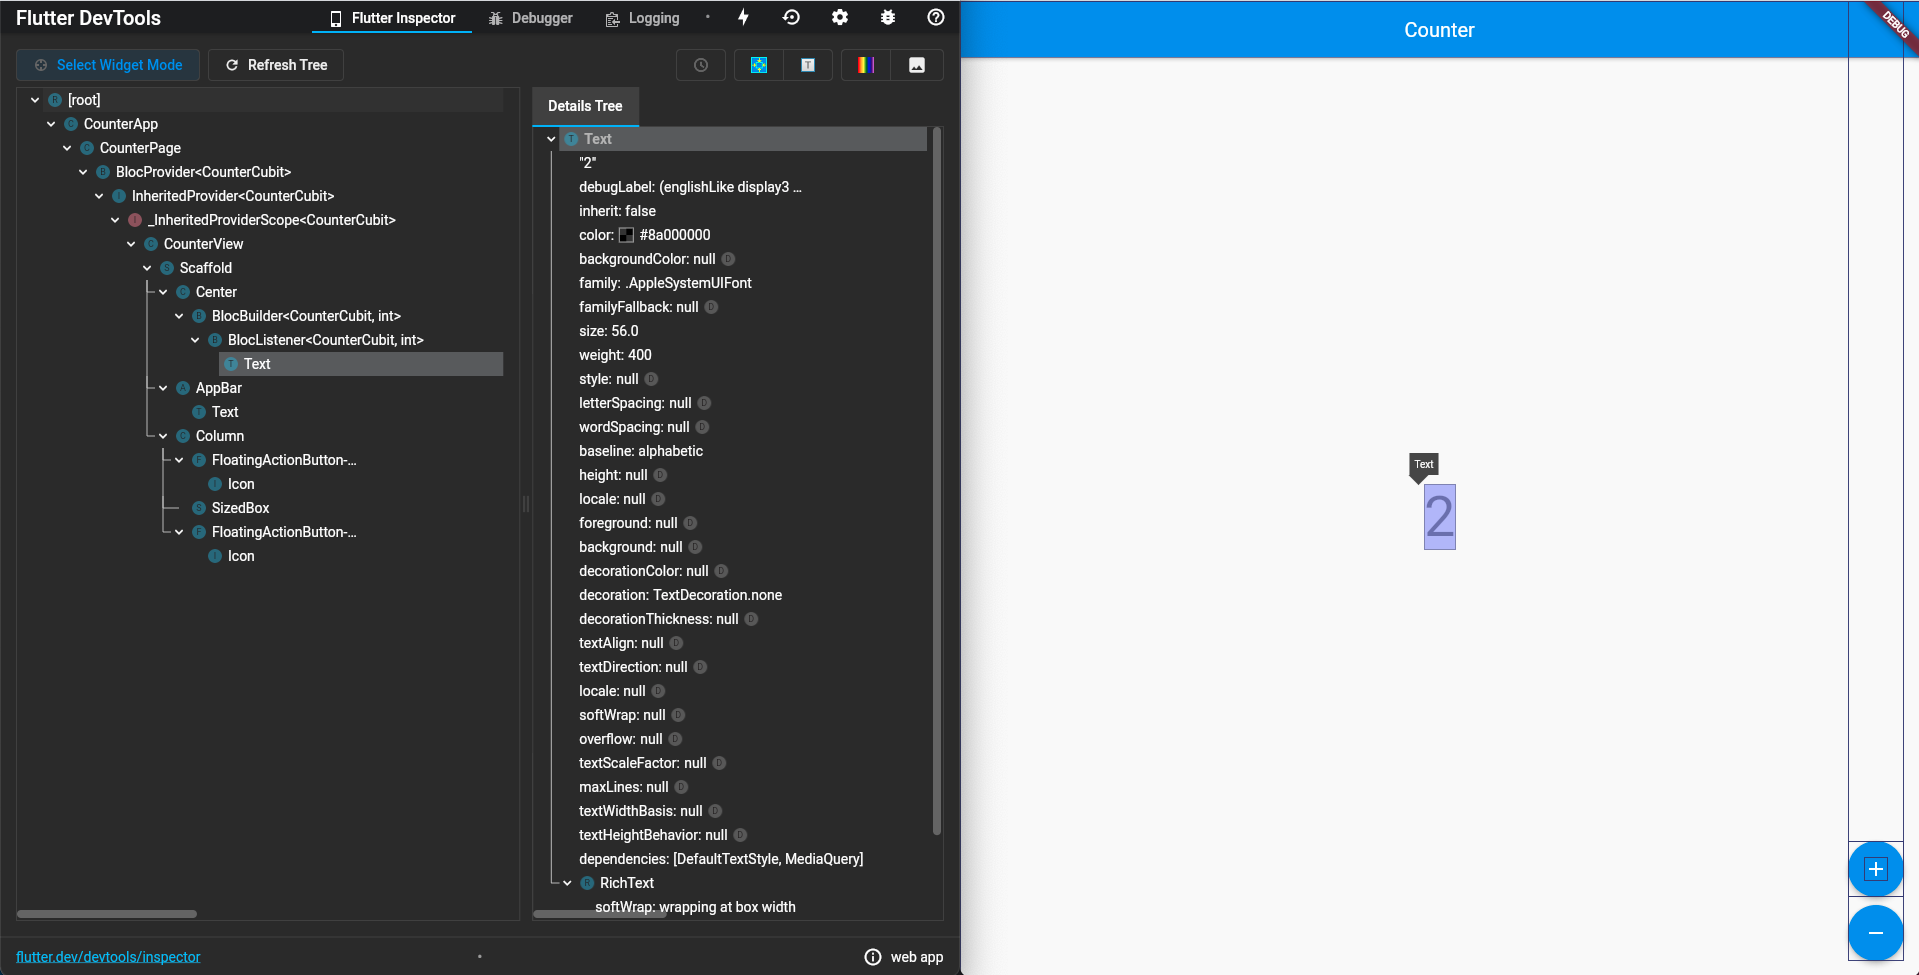 Flutter DevTools
Flutter Inspector
Debugger
Logging
Select Widget Mode
Refresh Tree
[root]
CounterApp
CounterPage
BlocProvider<CounterCubit>
InheritedProvider<CounterCubit>
_InheritedProviderScope<CounterCubit>
CounterView
Scaffold
Center
BlocBuilder<CounterCubit, int>
BlocListener<CounterCubit, int>
Text
AppBar
Text
Column
FloatingActionButton-...
Icon
SizedBox
FloatingActionButton-...
Icon
Details Tree
Text
"2"
debugLabel: (englishLike display3 ...
inherit: false
color: #8a000000
backgroundColor: null
family: .AppleSystemUIFont
familyFallback: null
size: 56.0
weight: 400
style: null
letterSpacing: null
wordSpacing: null
baseline: alphabetic
height: null
locale: null
foreground: null
background: null
decorationColor: null
decoration: TextDecoration.none
decorationThickness: null
textAlign: null
textDirection: null
locale: null
softWrap: null
overflow: null
textScaleFactor: null
maxLines: null
textWidthBasis: null
textHeightBehavior: null
dependencies: [DefaultTextStyle, MediaQuery]
RichText
softWrap: wrapping at box width
flutter.dev/devtools/inspector
web app
Counter
DEBUG
Text
2